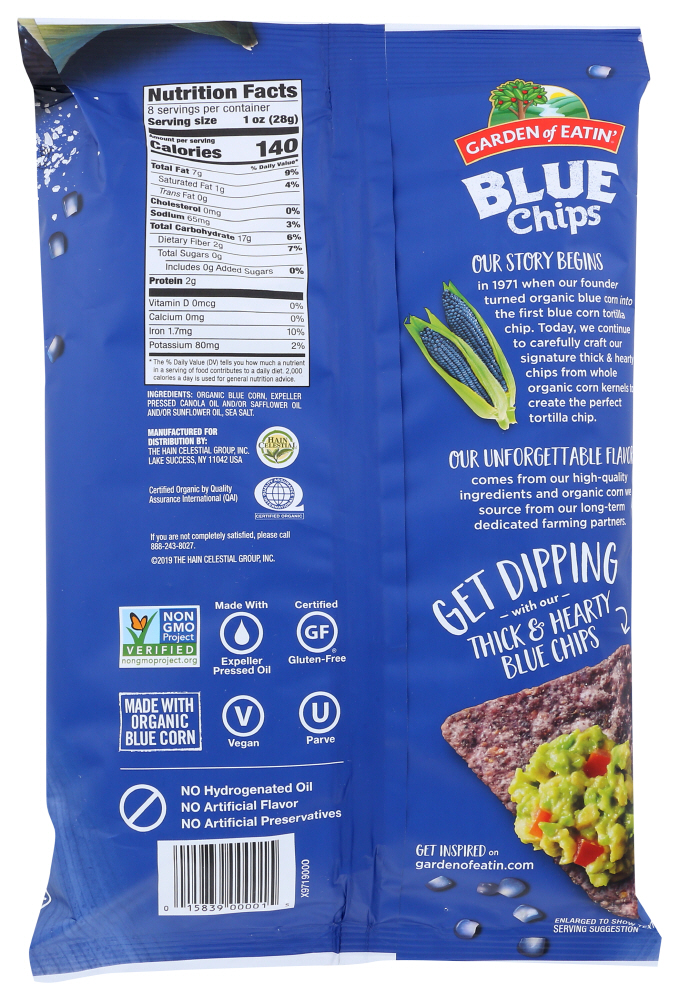 Nutrition Facts
8 servings per container
Serving size 1 oz (28g)
Amount per serving
Calories 140
% Daily Value*
Total Fat 7g 9%
Saturated Fat 1g 4%
Trans Fat 0g
Cholesterol 0mg 0%
Sodium 65mg 3%
Total Carbohydrate 17g 6%
Dietary Fiber 2g 7%
Total Sugars 0g
Includes 0g Added Sugars 0%
Protein 2g
Vitamin D 0mcg 0%
Calcium 0mg 0%
Iron 1.7mg 10%
Potassium 80mg 2%
* The % Daily Value (DV) tells you how much a nutrient
in a serving of food contributes to a daily diet. 2,000
calories a day is used for general nutrition advice.
INGREDIENTS: ORGANIC BLUE CORN, EXPELLER
PRESSED CANOLA OIL AND/OR SAFFLOWER OIL
AND/OR SUNFLOWER OIL, SEA SALT.
MANUFACTURED FOR
DISTRIBUTION BY:
THE HAIN CELESTIAL GROUP, INC.
LAKE SUCCESS, NY 11042 USA
HAIN
CELESTIAL
Certified Organic by Quality
Assurance International (QAI)
CERTIFIED ORGANIC
If you are not completely satisfied, please call
888-243-8027.
©2019 THE HAIN CELESTIAL GROUP, INC.
NON
GMO
Project
VERIFIED
nongmoproject.org
Made With
Expeller
Pressed Oil
Certified
GF
Gluten-Free
MADE WITH
ORGANIC
BLUE CORN
V
Vegan
U
Parve
NO Hydrogenated Oil
NO Artificial Flavor
NO Artificial Preservatives
0 15839 00001 5
X9719000
GARDEN of EATIN'
BLUE
Chips
OUR STORY BEGINS
in 1971 when our founder
turned organic blue corn into
the first blue corn tortilla
chip. Today, we continue
to carefully craft our
signature thick & hearty
chips from whole
organic corn kernels to
create the perfect
tortilla chip.
OUR UNFORGETTABLE FLAVOR
comes from our high-quality
ingredients and organic corn we
source from our long-term
dedicated farming partners.
GET DIPPING
– with our –
THICK & HEARTY
BLUE CHIPS
GET INSPIRED on
gardenofeatin.com
ENLARGED TO SHOW
SERVING SUGGESTION